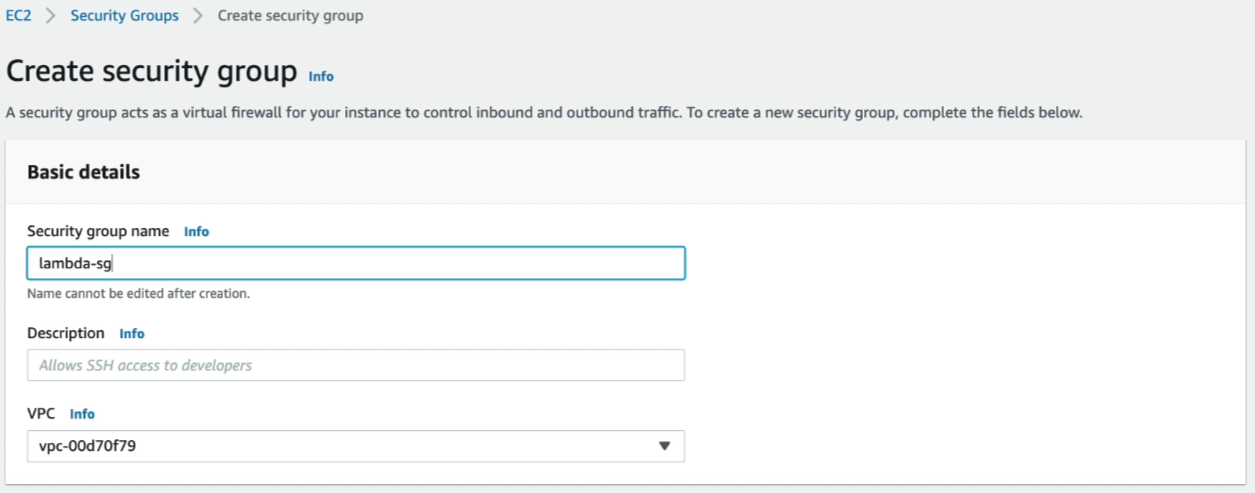 EC2 > Security Groups > Create security group
Create security group Info
A security group acts as a virtual firewall for your instance to control inbound and outbound traffic. To create a new security group, complete the fields below.
Basic details
Security group name Info
lambda-sg
Name cannot be edited after creation.
Description Info
Allows SSH access to developers
VPC Info
vpc-00d70f79